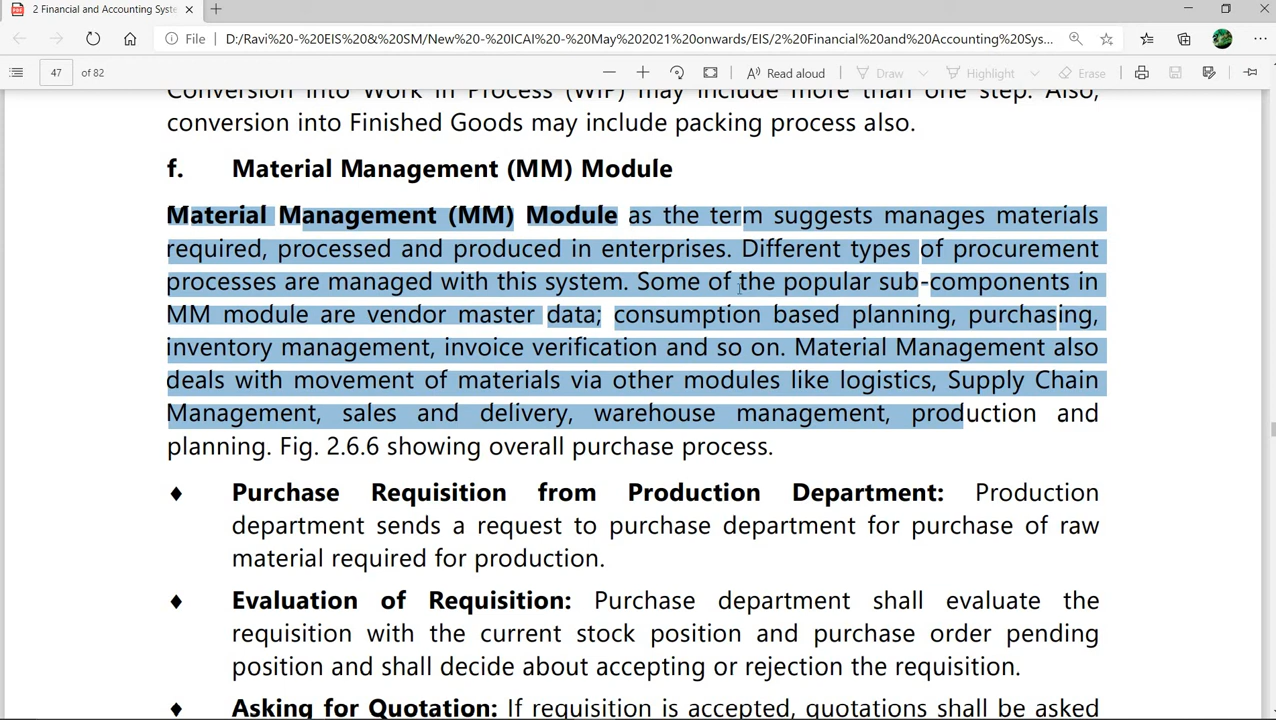 2 Financial and Accounting Syste
File
D:/Ravi%20-%20EIS%20&%20SM/New%20-%20ICAI%20-%20May%202021%20onwards/EIS/2%20Financial%20and%20Accounting%20Sys...
47 of 82
Read aloud
Draw
Highlight
Erase
Conversion into Work in Process (WIP) may include more than one step. Also,
conversion into Finished Goods may include packing process also.
f. Material Management (MM) Module
Material Management (MM) Module as the term suggests manages materials
required, processed and produced in enterprises. Different types of procurement
processes are managed with this system. Some of the popular sub-components in
MM module are vendor master data; consumption based planning, purchasing,
inventory management, invoice verification and so on. Material Management also
deals with movement of materials via other modules like logistics, Supply Chain
Management, sales and delivery, warehouse management, production and
planning. Fig. 2.6.6 showing overall purchase process.
♦ Purchase Requisition from Production Department: Production
department sends a request to purchase department for purchase of raw
material required for production.
♦ Evaluation of Requisition: Purchase department shall evaluate the
requisition with the current stock position and purchase order pending
position and shall decide about accepting or rejection the requisition.
♦ Asking for Quotation: If requisition is accepted, quotations shall be asked